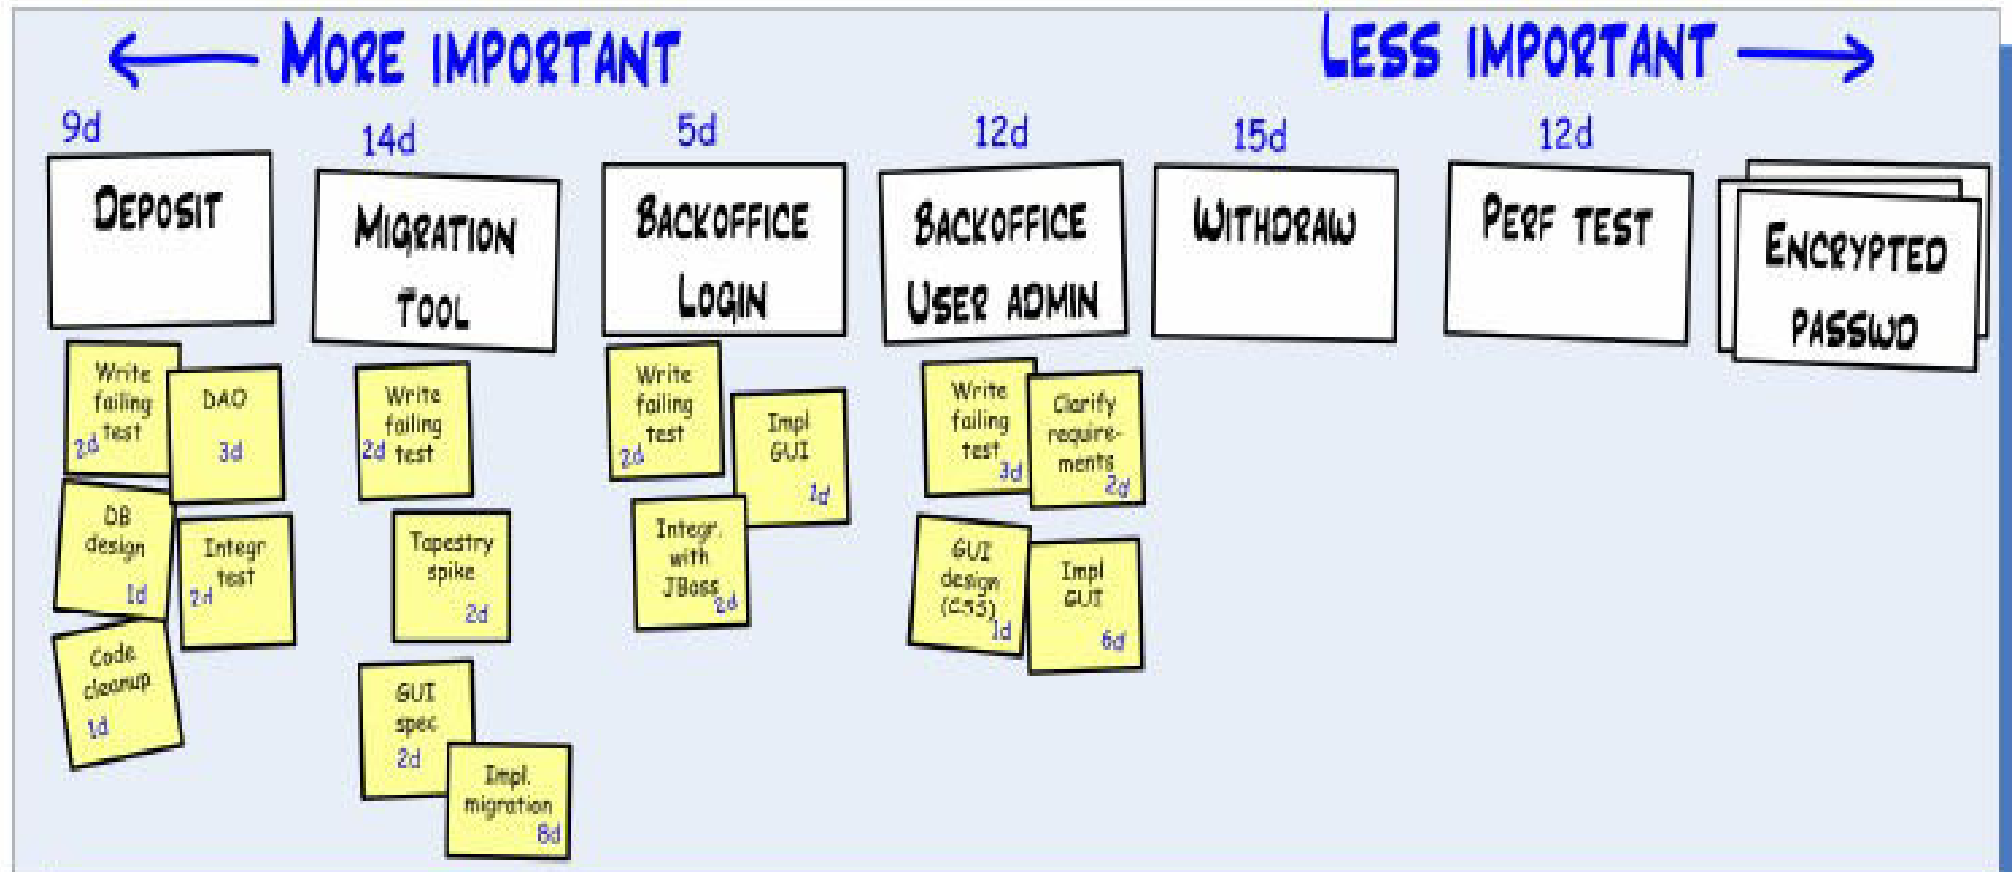 MORE IMPORTANT
LESS IMPORTANT
9d
14d
5d
12d
15d
12d
DEPOSIT
MIGRATION
TOOL
BACKOFFICE
LOGIN
BACKOFFICE
USER ADMIN
WITHDRAW
PERF TEST
ENCRYPTED
PASSWD
Write
failing
test
2d
DAO
3d
DB
design
1d
Integr
test
2d
Code
cleanup
1d
Write
failing
test
2d
Tapestry
spike
2d
GUI
spec
2d
Impl.
migration
8d
Write
failing
test
2d
Impl
GUI
1d
Integr.
with
JBoss
2d
Write
failing
test
3d
Clarify
require-
ments
2d
GUI
design
(CSS)
1d
Impl
GUI
6d